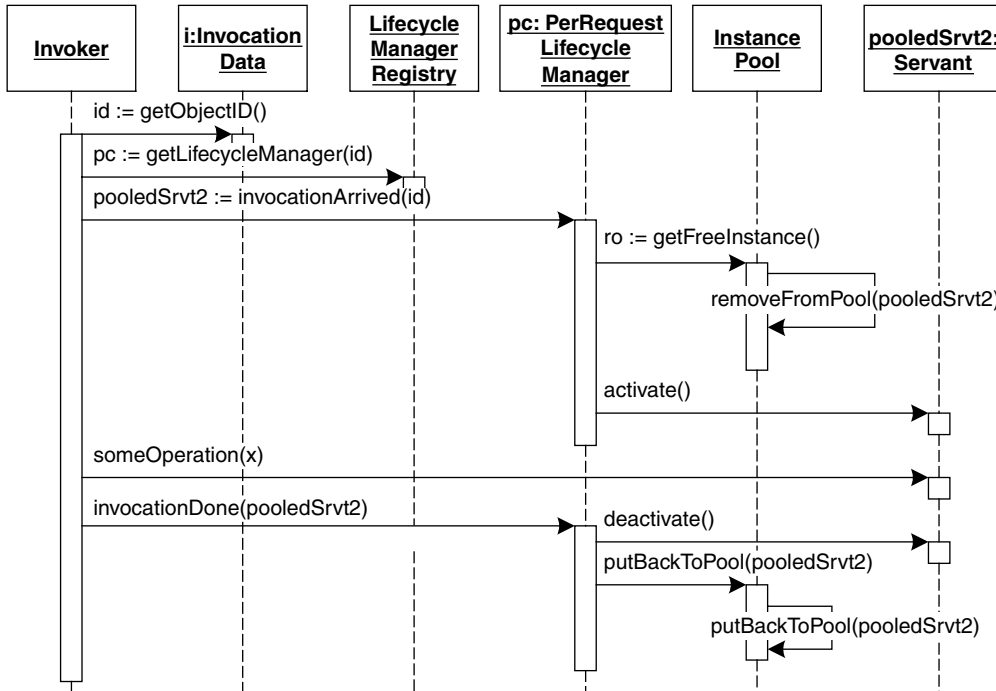 Invoker
i:Invocation
Data
Lifecycle
Manager
Registry
pc: PerRequest
Lifecycle
Manager
Instance
Pool
pooledSrvt2:
Servant
id := getObjectID()
pc := getLifecycleManager(id)
pooledSrvt2 := invocationArrived(id)
ro := getFreeInstance()
removeFromPool(pooledSrvt2)
activate()
someOperation(x)
invocationDone(pooledSrvt2)
deactivate()
putBackToPool(pooledSrvt2)
putBackToPool(pooledSrvt2)